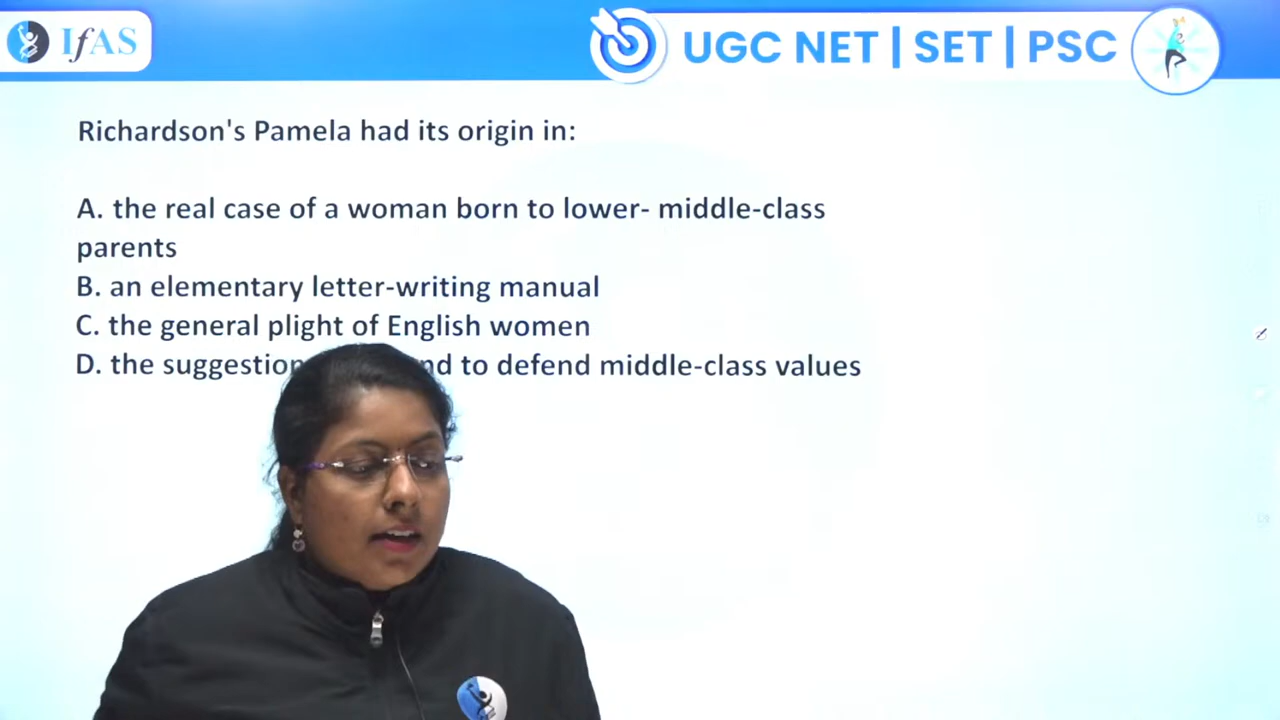 IfAS
UGC NET | SET | PSC
Richardson's Pamela had its origin in:
A. the real case of a woman born to lower- middle-class
parents
B. an elementary letter-writing manual
C. the general plight of English women
D. the suggestion to defend middle-class values